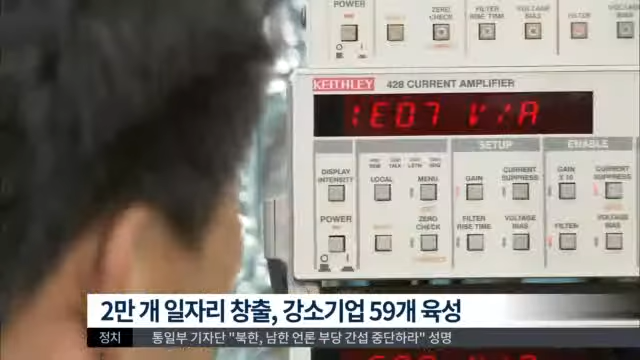 POWER
ZERO CHECK
FILTER RISE TIME
VOLTAGE BIAS
FILTER
VOLTAGE BIAS
KEITHLEY 428 CURRENT AMPLIFIER
1E07 V/A
SETUP ENABLE
DISPLAY INTENSITY
LOCAL
MENU
GAIN
CURRENT SUPPRESS
GAIN X 10
CURRENT SUPPRESS
POWER
ZERO CHECK
FILTER RISE TIME
VOLTAGE BIAS
FILTER
VOLTAGE BIAS
2만 개 일자리 창출, 강소기업 59개 육성
정치 통일부 기자단 "북한, 남한 언론 부당 간섭 중단하라" 성명